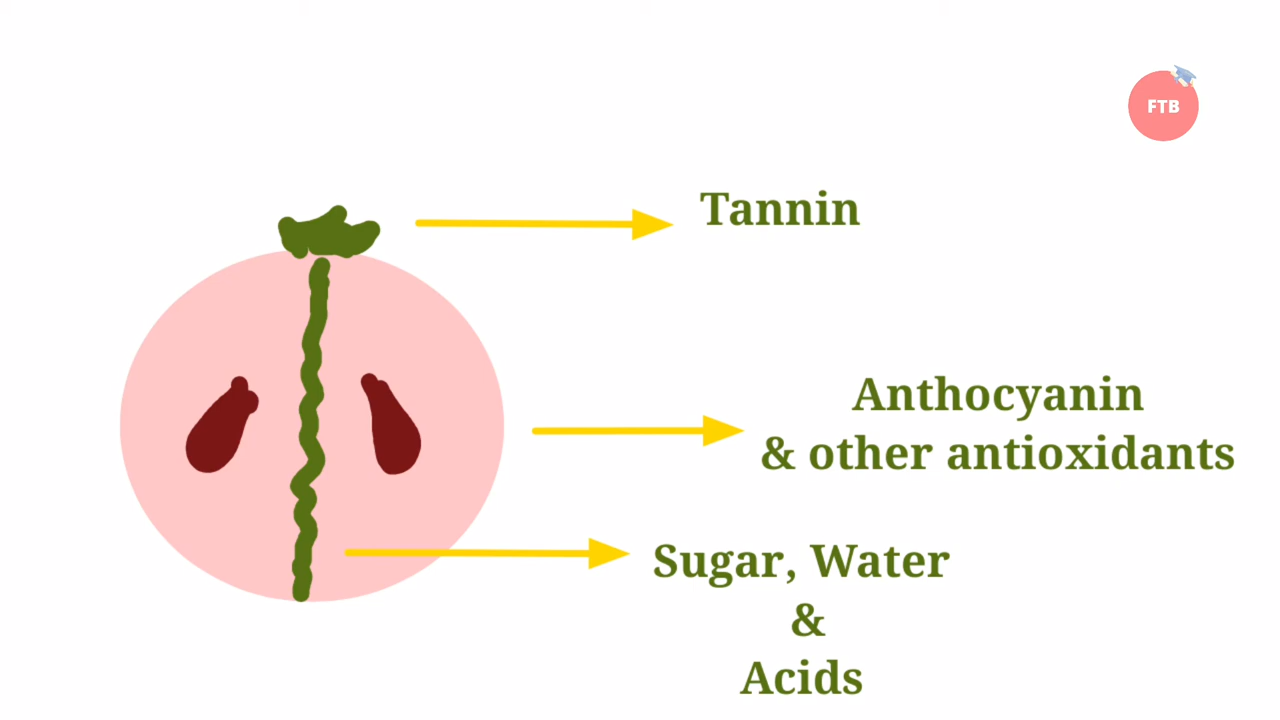 FTB
Tannin
Anthocyanin
& other antioxidants
Sugar, Water
&
Acids